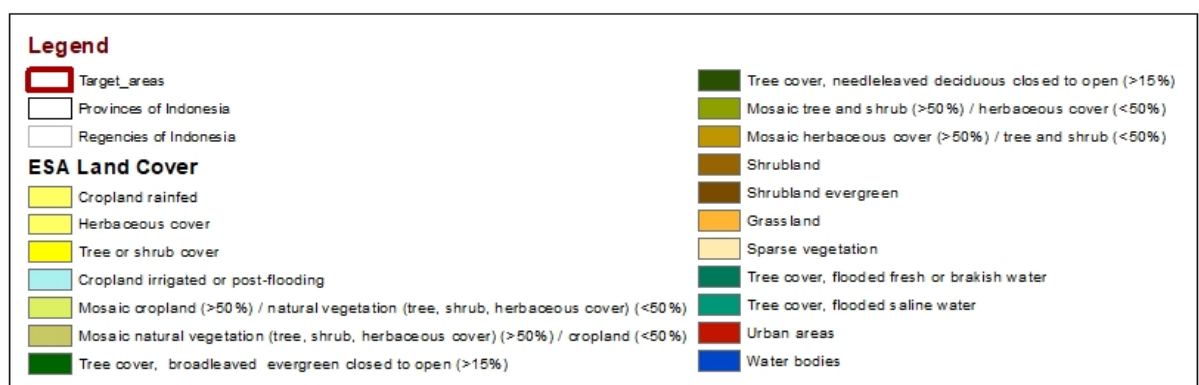 Legend
Target_areas
Provinces of Indonesia
Regencies of Indonesia
ESA Land Cover
Cropland rainfed
Herbaceous cover
Tree or shrub cover
Cropland irrigated or post-flooding
Mosaic cropland (>50%) / natural vegetation (tree, shrub, herbaceous cover) (<50%)
Mosaic natural vegetation (tree, shrub, herbaceous cover) (>50%) / cropland (<50%)
Tree cover, broadleaved evergreen closed to open (>15%)
Tree cover, needleleaved deciduous closed to open (>15%)
Mosaic tree and shrub (>50%) / herbaceous cover (<50%)
Mosaic herbaceous cover (>50%) / tree and shrub (<50%)
Shrubland
Shrubland evergreen
Grassland
Sparse vegetation
Tree cover, flooded fresh or brakish water
Tree cover, flooded saline water
Urban areas
Water bodies